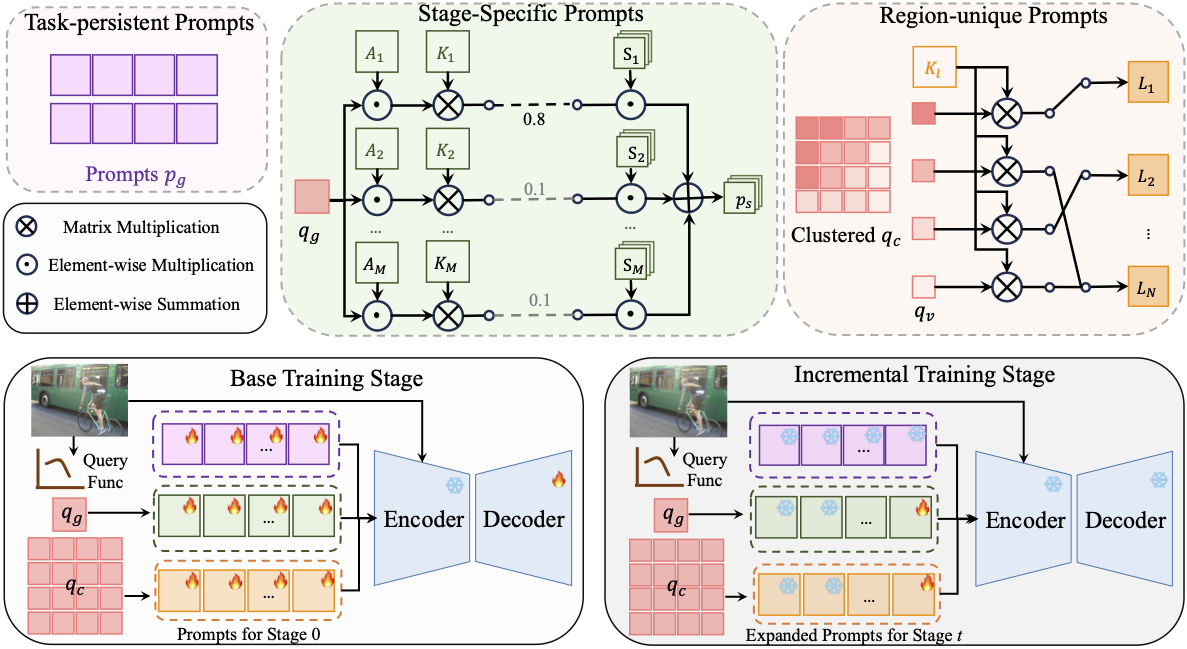 Task-persistent Prompts
Prompts p_g
Matrix Multiplication
Element-wise Multiplication
Element-wise Summation
Stage-Specific Prompts
A_1 K_1 S_1
0.8
A_2 K_2 S_2
0.1
q_g
... ... ...
p_s
A_M K_M S_M
0.1
Region-unique Prompts
K_l
L_1
L_2
Clustered q_c
...
L_N
q_v
Base Training Stage
Query
Func
...
q_g
...
Encoder
Decoder
q_c
...
Prompts for Stage 0
Incremental Training Stage
Query
Func
...
q_g
...
Encoder
Decoder
q_c
...
Expanded Prompts for Stage t